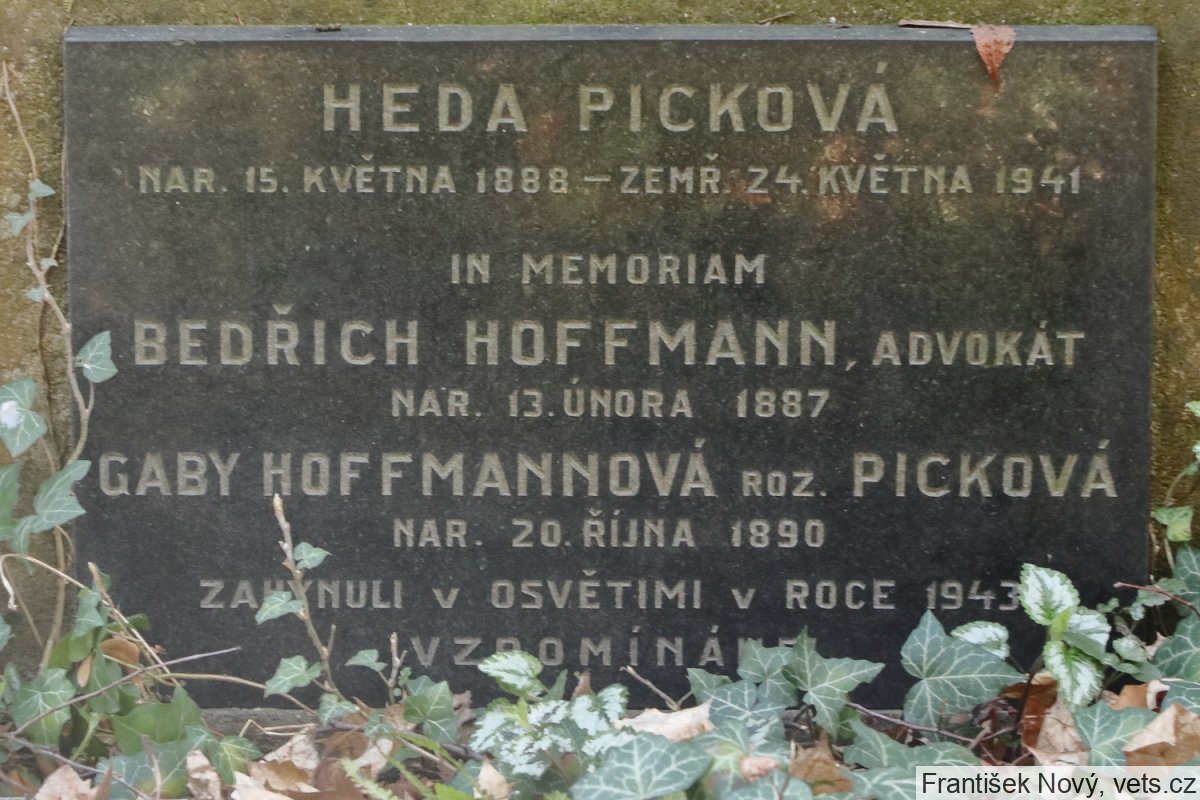 HEDA PICKOVÁ
NAR. 15. KVĚTNA 1888 – ZEMŘ. 24. KVĚTNA 1941
IN MEMORIAM
BEDŘICH HOFFMANN, ADVOKÁT
NAR. 13. ÚNORA 1887
GABY HOFFMANNOVÁ ROZ. PICKOVÁ
NAR. 20. ŘÍJNA 1890
ZAHYNULI V OSVĚTIMI V ROCE 1943
VZPOMÍNÁME!
František Nový, vets.cz